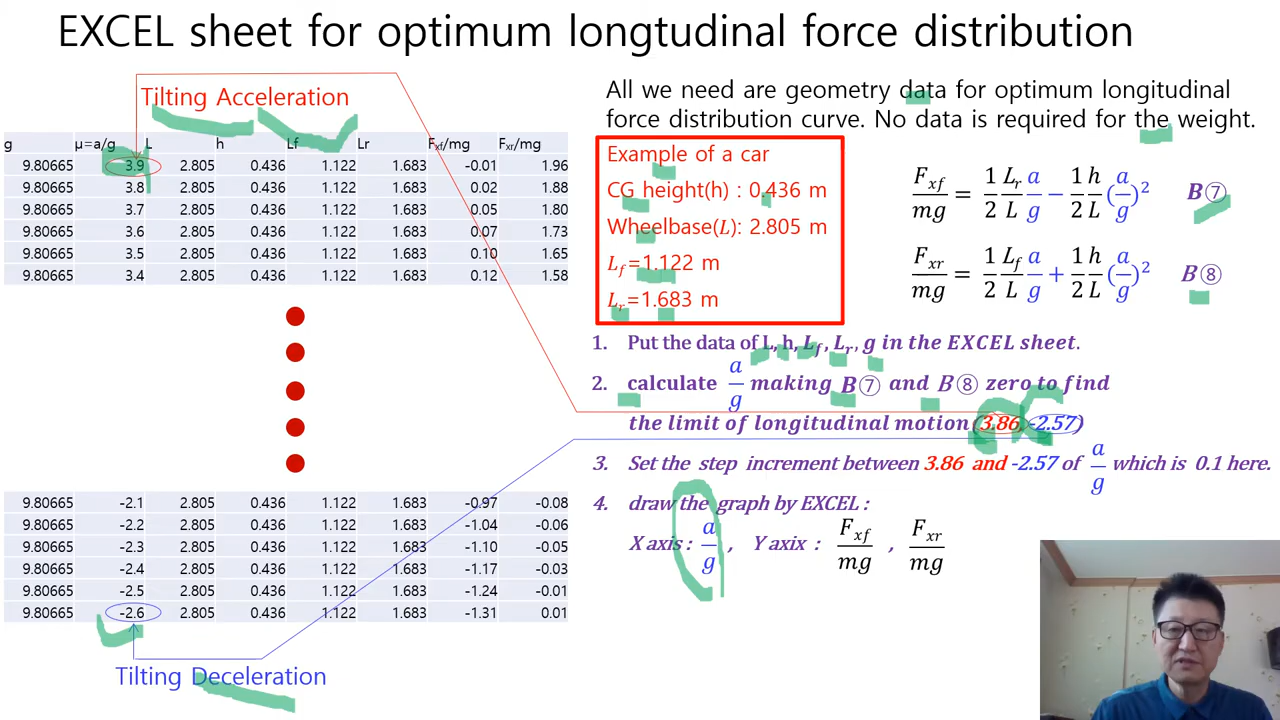 EXCEL sheet for optimum longtudinal force distribution
Tilting Acceleration
g μ=a/g L h Lf Lr Fxf/mg Fxr/mg
9.80665 3.9 2.805 0.436 1.122 1.683 -0.01 1.96
9.80665 3.8 2.805 0.436 1.122 1.683 0.02 1.88
9.80665 3.7 2.805 0.436 1.122 1.683 0.05 1.80
9.80665 3.6 2.805 0.436 1.122 1.683 0.07 1.73
9.80665 3.5 2.805 0.436 1.122 1.683 0.10 1.65
9.80665 3.4 2.805 0.436 1.122 1.683 0.12 1.58
9.80665 -2.1 2.805 0.436 1.122 1.683 -0.97 -0.08
9.80665 -2.2 2.805 0.436 1.122 1.683 -1.04 -0.06
9.80665 -2.3 2.805 0.436 1.122 1.683 -1.10 -0.05
9.80665 -2.4 2.805 0.436 1.122 1.683 -1.17 -0.03
9.80665 -2.5 2.805 0.436 1.122 1.683 -1.24 -0.01
9.80665 -2.6 2.805 0.436 1.122 1.683 -1.31 0.01
Tilting Deceleration
All we need are geometry data for optimum longitudinal
force distribution curve. No data is required for the weight.
Example of a car
CG height(h) : 0.436 m
Wheelbase(L): 2.805 m
L_f=1.122 m
L_r=1.683 m
F_xf/mg = 1/2 L_r/L a/g − 1/2 h/L (a/g)² B⑦
F_xr/mg = 1/2 L_f/L a/g + 1/2 h/L (a/g)² B⑧
1. Put the data of L, h, L_f, L_r, g in the EXCEL sheet.
2. calculate a/g making B⑦ and B⑧ zero to find
the limit of longitudinal motion(3.86, -2.57)
3. Set the step increment between 3.86 and -2.57 of a/g which is 0.1 here.
4. draw the graph by EXCEL :
X axis : a/g , Y axix : F_xf/mg , F_xr/mg